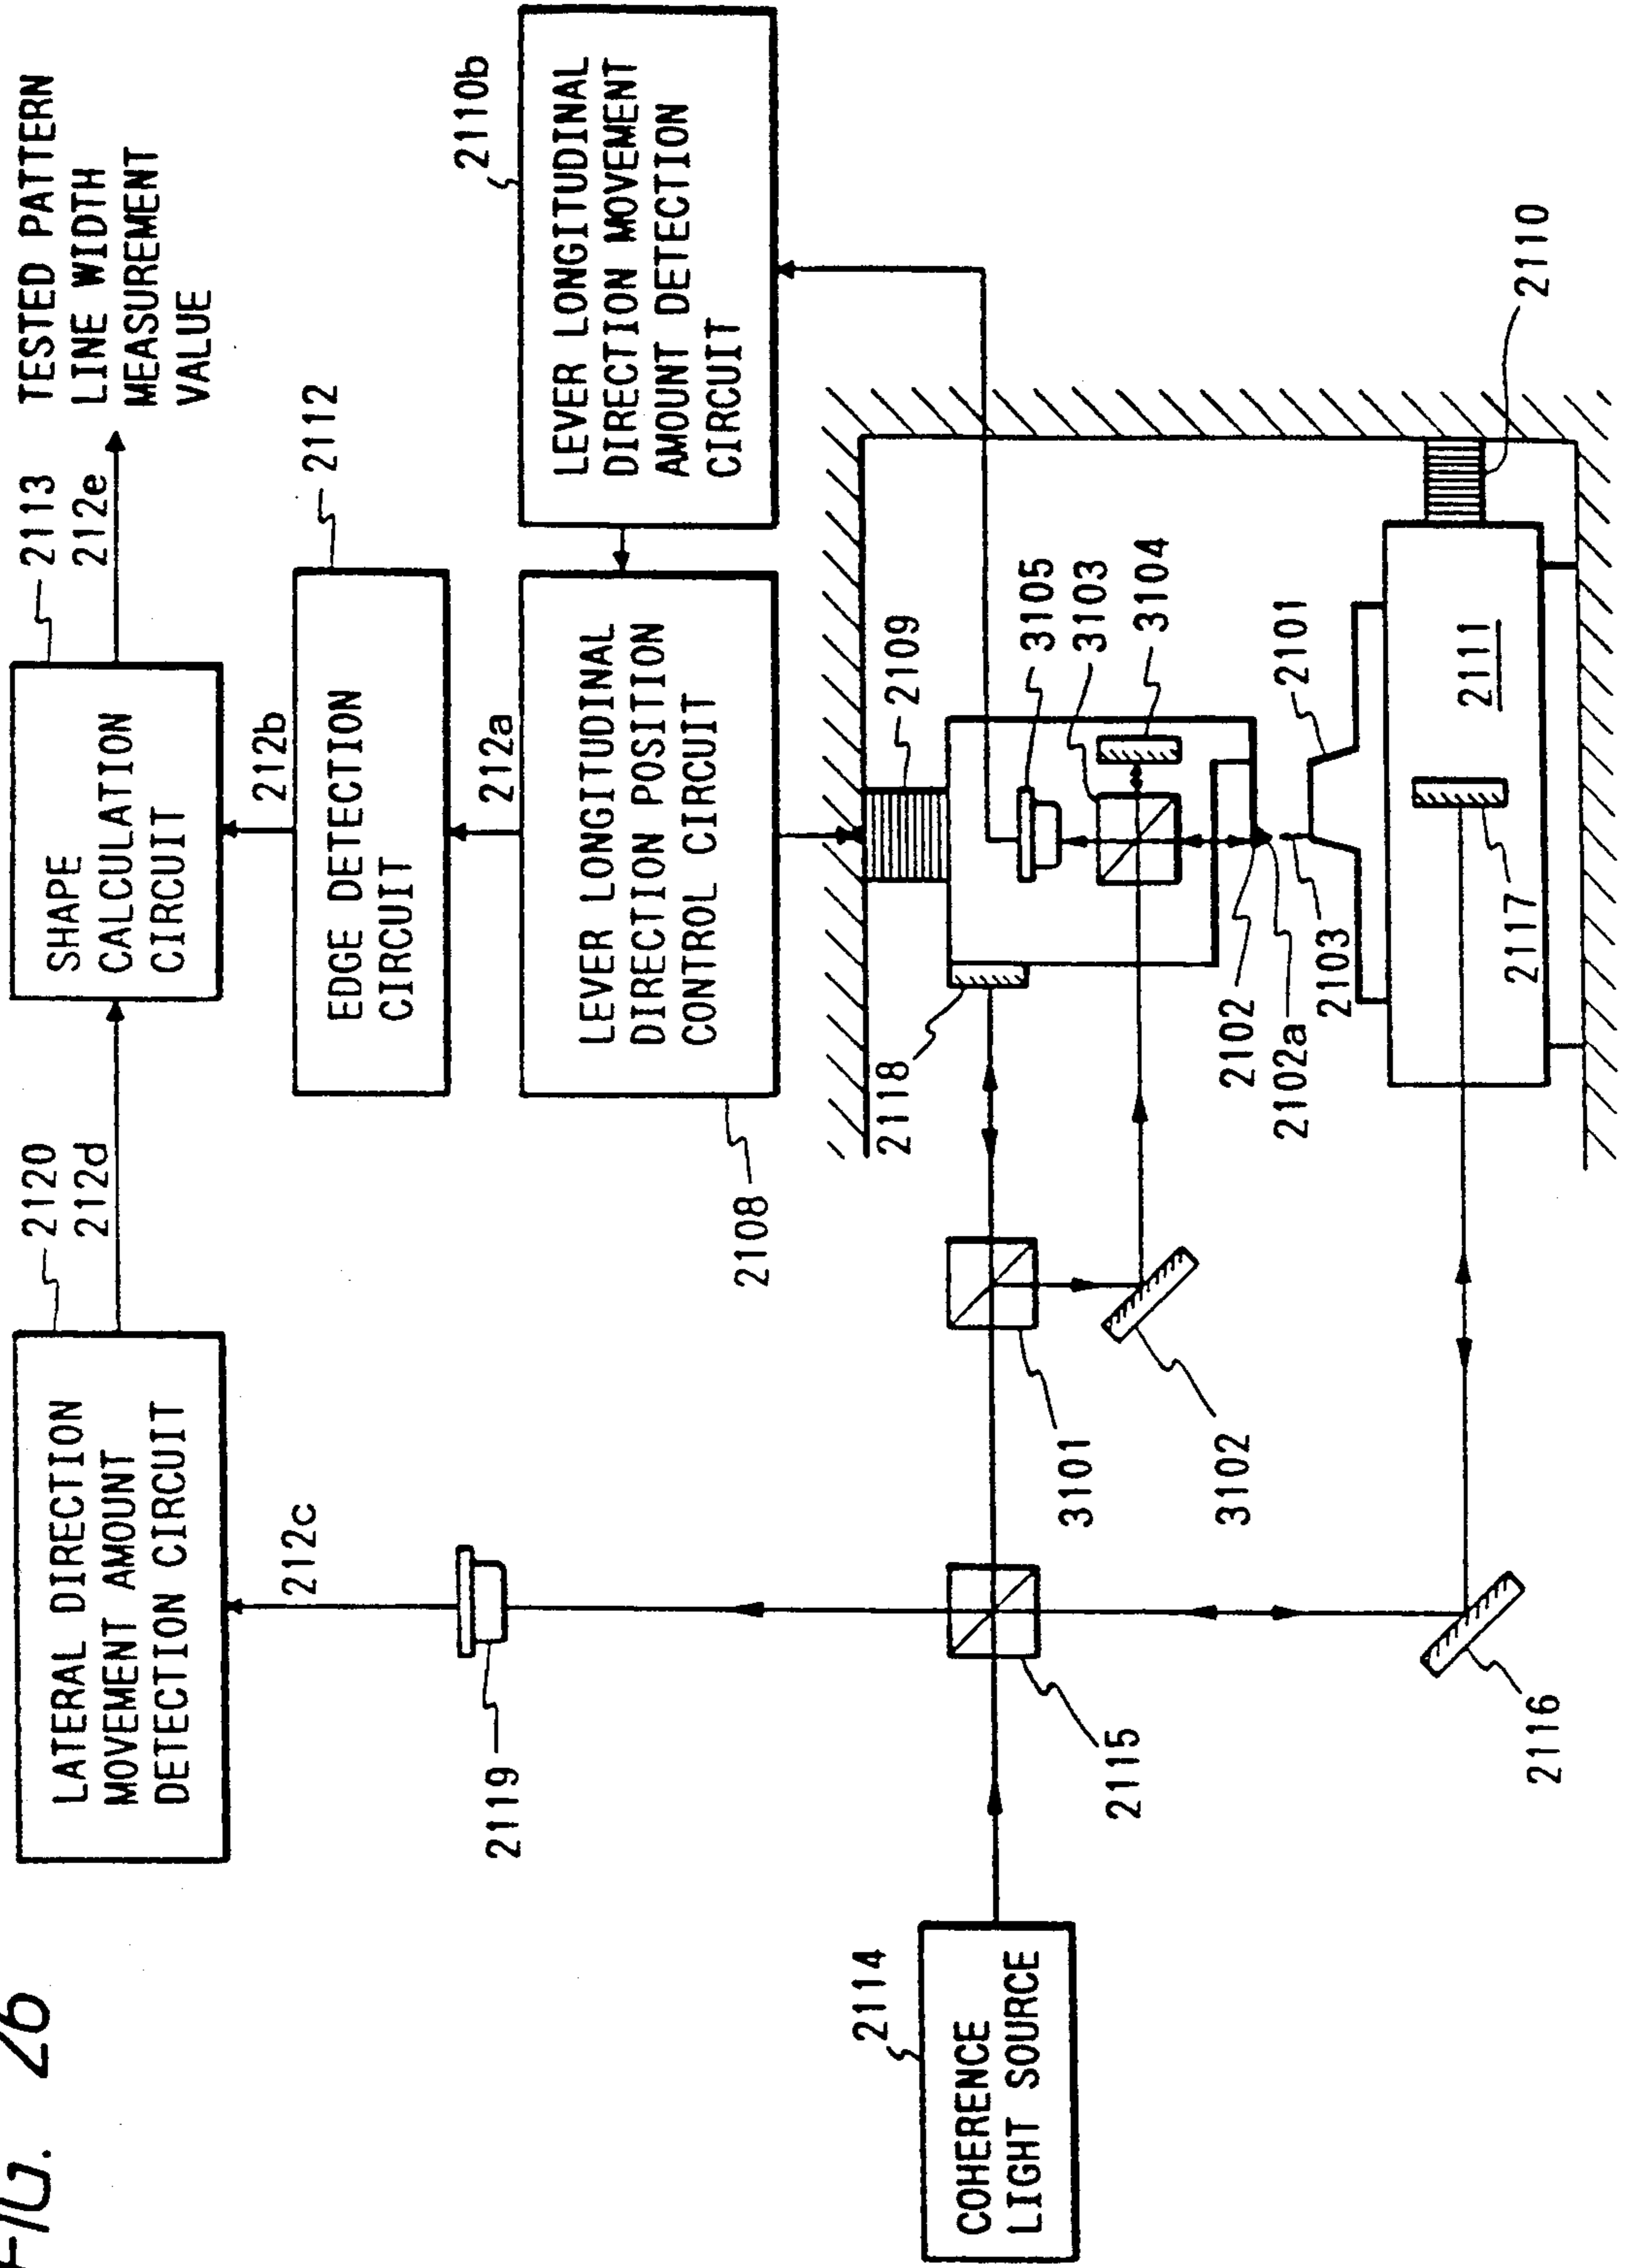 FIG. 26
LATERAL DIRECTION
MOVEMENT AMOUNT
DETECTION CIRCUIT
2120
212d
SHAPE
CALCULATION
CIRCUIT
2113
212e
TESTED PATTERN
LINE WIDTH
MEASUREMENT
VALUE
212c
2119
212b
EDGE DETECTION
CIRCUIT
2112
212a
LEVER LONGITUDINAL
DIRECTION POSITION
CONTROL CIRCUIT
2108
LEVER LONGITUDINAL
DIRECTION MOVEMENT
AMOUNT DETECTION
CIRCUIT
2110b
2114
COHERENCE
LIGHT SOURCE
2115
2116
3101
3102
2118
2109
3105
3103
3104
2102
2102a
2103
2101
2111
2117
2110